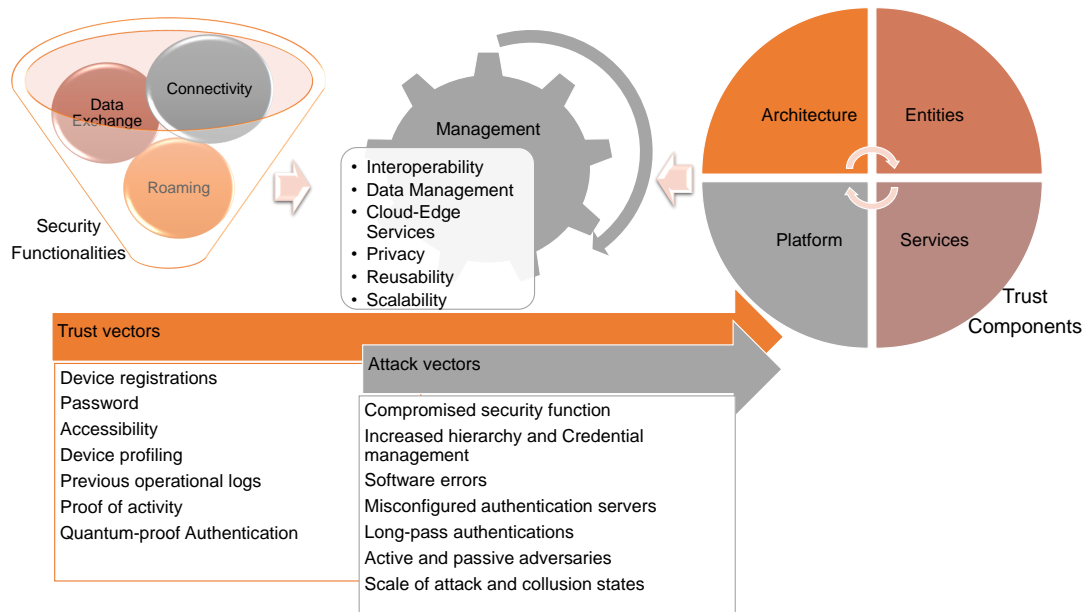 Data
Exchange
Connectivity
Roaming
Security
Functionalities
Management
• Interoperability
• Data Management
• Cloud-Edge
Services
• Privacy
• Reusability
• Scalability
Architecture
Entities
Platform
Services
Trust
Components
Trust vectors
Device registrations
Password
Accessibility
Device profiling
Previous operational logs
Proof of activity
Quantum-proof Authentication
Attack vectors
Compromised security function
Increased hierarchy and Credential
management
Software errors
Misconfigured authentication servers
Long-pass authentications
Active and passive adversaries
Scale of attack and collusion states